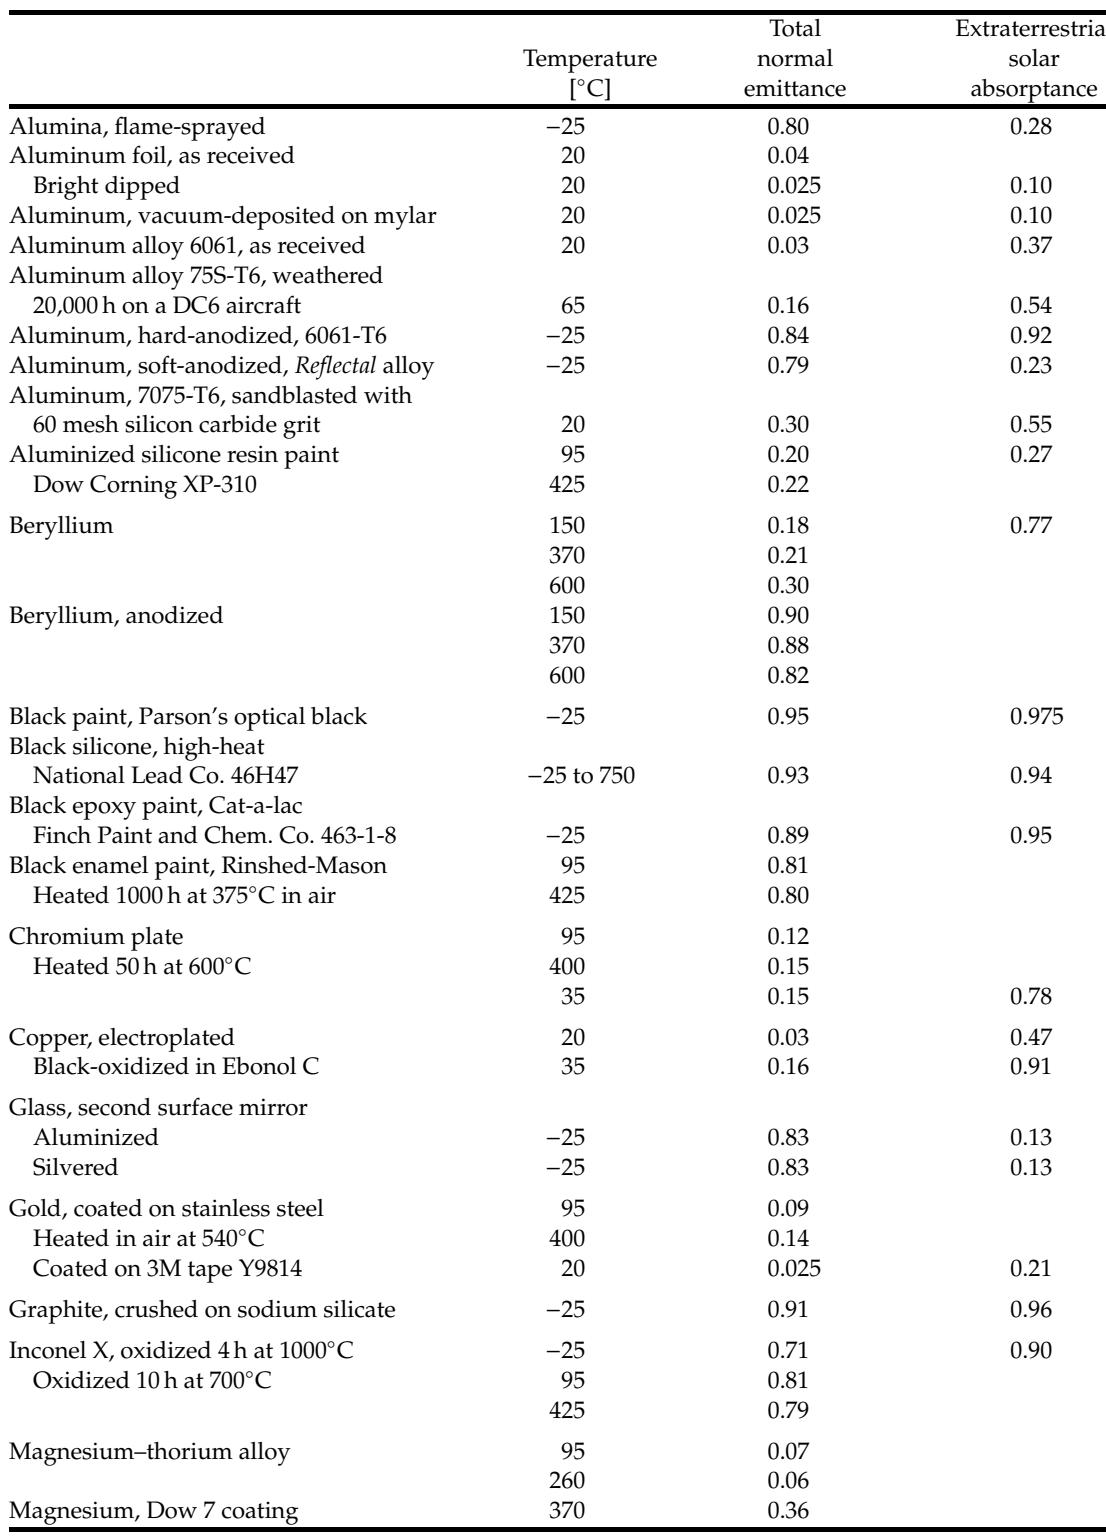 Total Extraterrestria
Temperature normal solar
[°C] emittance absorptance
Alumina, flame-sprayed −25 0.80 0.28
Aluminum foil, as received 20 0.04
Bright dipped 20 0.025 0.10
Aluminum, vacuum-deposited on mylar 20 0.025 0.10
Aluminum alloy 6061, as received 20 0.03 0.37
Aluminum alloy 75S-T6, weathered
20,000 h on a DC6 aircraft 65 0.16 0.54
Aluminum, hard-anodized, 6061-T6 −25 0.84 0.92
Aluminum, soft-anodized, Reflectal alloy −25 0.79 0.23
Aluminum, 7075-T6, sandblasted with
60 mesh silicon carbide grit 20 0.30 0.55
Aluminized silicone resin paint 95 0.20 0.27
Dow Corning XP-310 425 0.22
Beryllium 150 0.18 0.77
370 0.21
600 0.30
Beryllium, anodized 150 0.90
370 0.88
600 0.82
Black paint, Parson's optical black −25 0.95 0.975
Black silicone, high-heat
National Lead Co. 46H47 −25 to 750 0.93 0.94
Black epoxy paint, Cat-a-lac
Finch Paint and Chem. Co. 463-1-8 −25 0.89 0.95
Black enamel paint, Rinshed-Mason 95 0.81
Heated 1000 h at 375°C in air 425 0.80
Chromium plate 95 0.12
Heated 50 h at 600°C 400 0.15
35 0.15 0.78
Copper, electroplated 20 0.03 0.47
Black-oxidized in Ebonol C 35 0.16 0.91
Glass, second surface mirror
Aluminized −25 0.83 0.13
Silvered −25 0.83 0.13
Gold, coated on stainless steel 95 0.09
Heated in air at 540°C 400 0.14
Coated on 3M tape Y9814 20 0.025 0.21
Graphite, crushed on sodium silicate −25 0.91 0.96
Inconel X, oxidized 4 h at 1000°C −25 0.71 0.90
Oxidized 10 h at 700°C 95 0.81
425 0.79
Magnesium–thorium alloy 95 0.07
260 0.06
Magnesium, Dow 7 coating 370 0.36